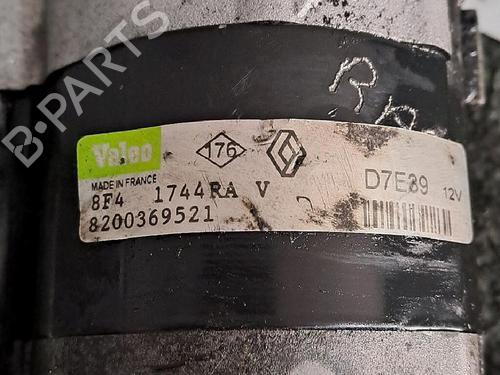 B-PARTS
Valeo
176
MADE IN FRANCE
8F4 1744RA V
8200369521
D7E39 12V